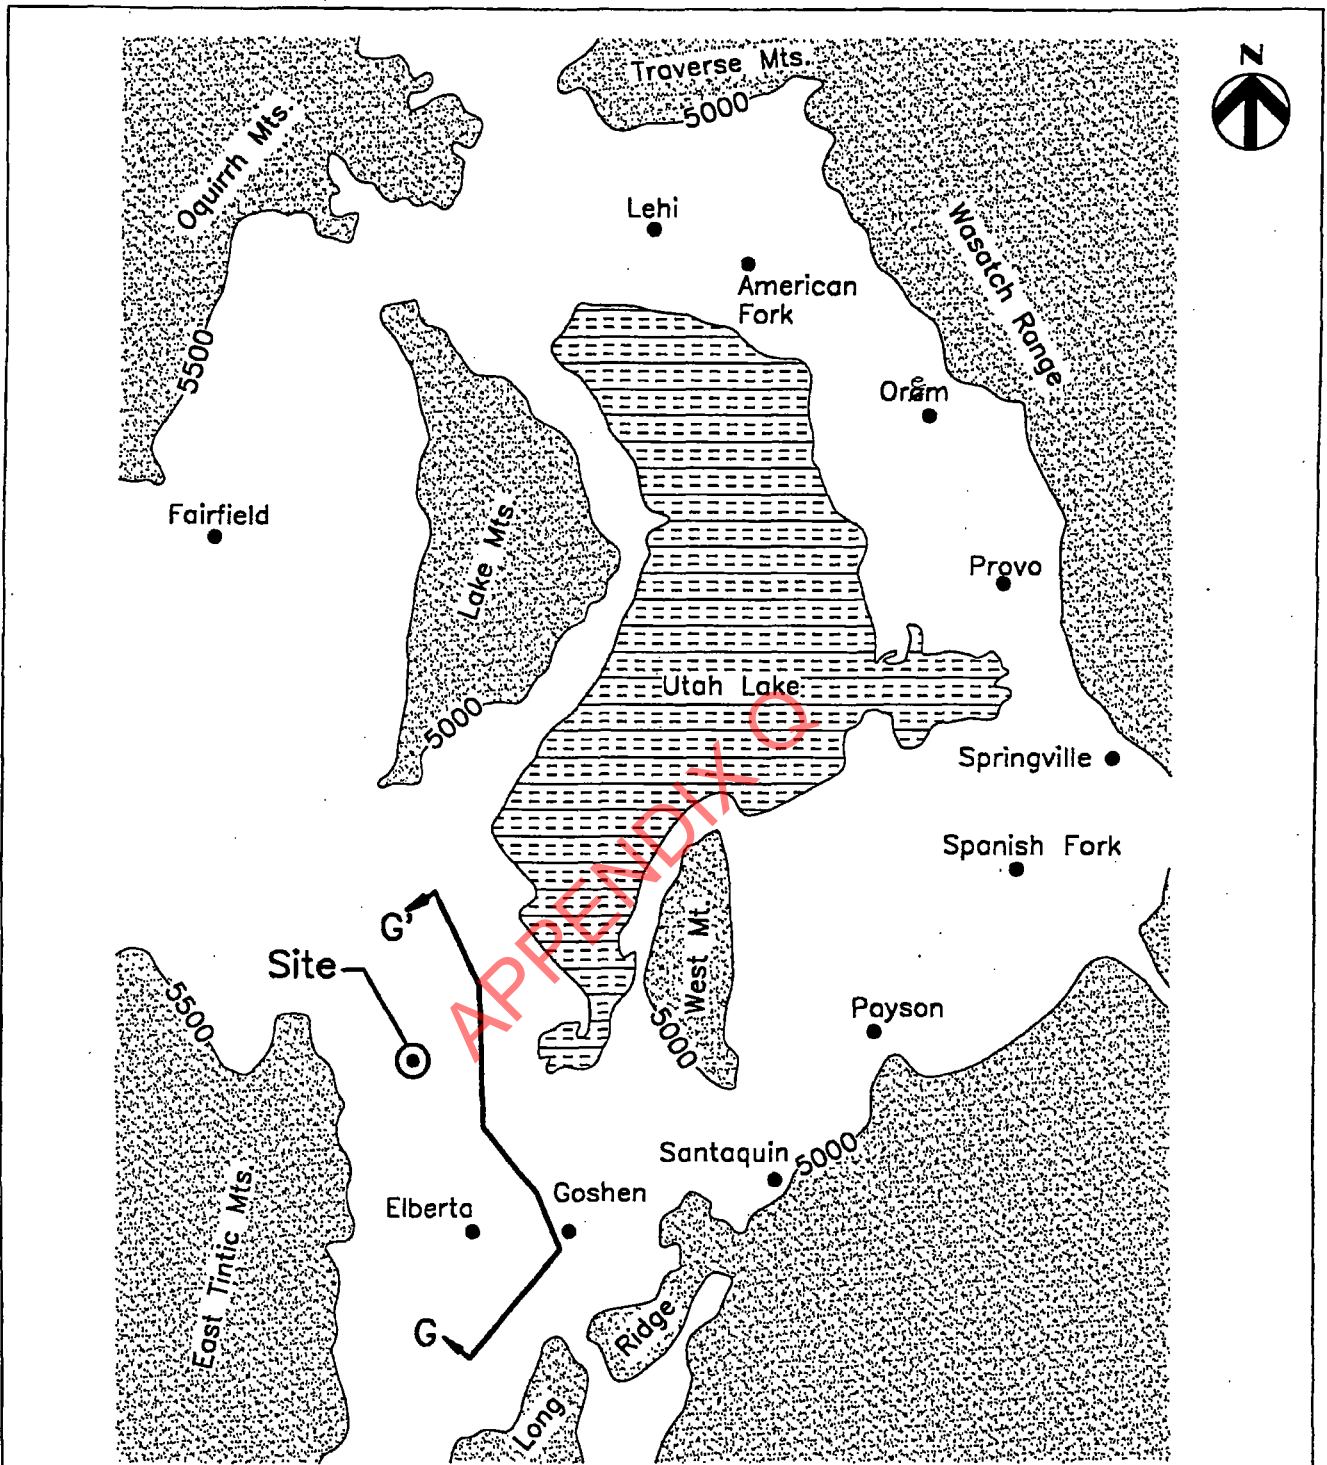 N
Traverse Mts.
5000
Oquirrh Mts.
Lehi
Wasatch Range
American
Fork
5500
Orem
Fairfield
Lake Mts.
Provo
Utah Lake
5000
APPENDIX Q
Springville
Spanish Fork
G'
West Mt.
Site
5500
Payson
5000
Santaquin
5000
Elberta
Goshen
East Tintic Mts.
G
Ridge
Long